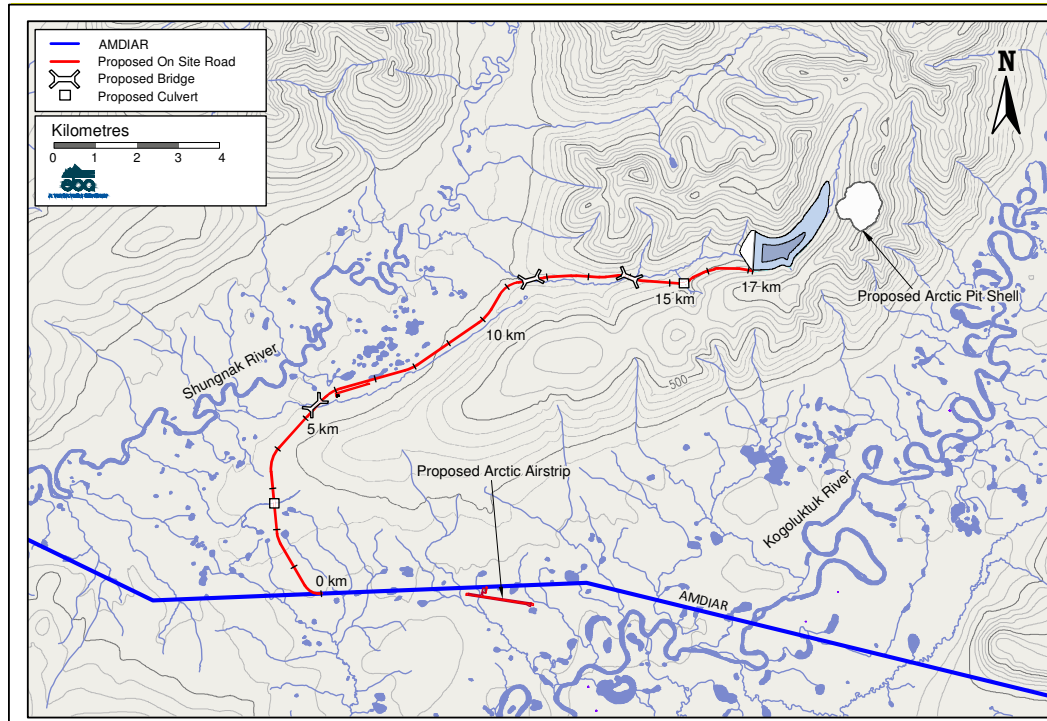 AMDIAR
Proposed On Site Road
Proposed Bridge
Proposed Culvert
Kilometres
0 1 2 3 4
eba
N
Proposed Arctic Pit Shell
17 km
15 km
10 km
Shungnak River
500
5 km
Proposed Arctic Airstrip
Kogoluktuk River
0 km
AMDIAR